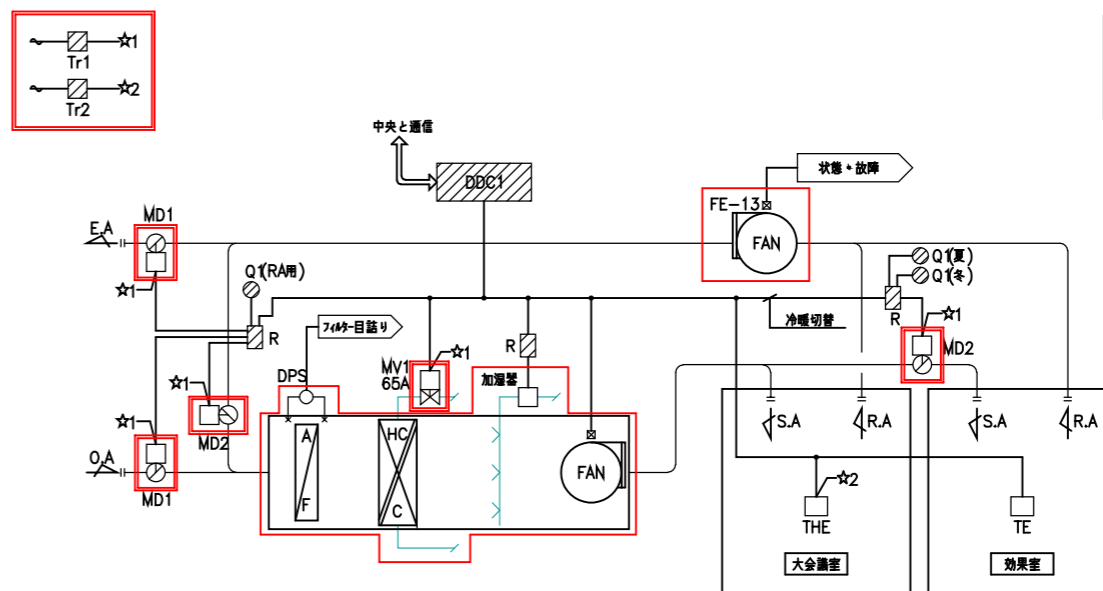 ☆1
Tr1
☆2
Tr2
中央と通信
DDC1
状態・故障
FE-13
FAN
MD1
E.A
☆1
Q1(RA用)
Q1(夏)
Q1(冬)
R
☆1
MD2
冷暖切替
R
フィルター目詰り
R
☆1
MV1
65A
加湿器
DPS
☆1
MD2
☆1
O.A
MD1
A
F
HC
C
FAN
S.A
R.A
S.A
R.A
☆2
THE
TE
大会議室
効果室